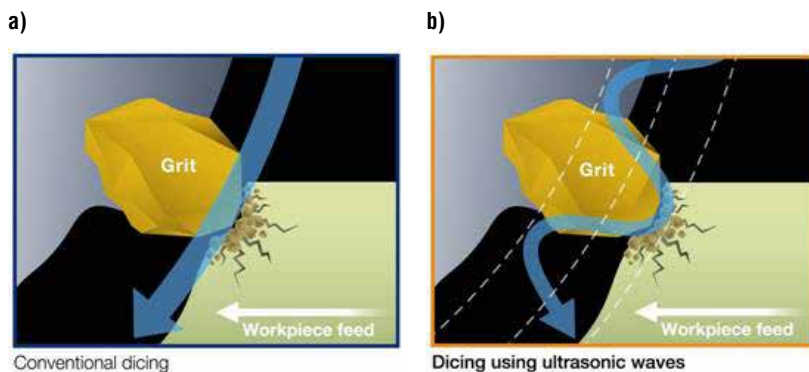 a)
b)
Grit
Grit
Workpiece feed
Workpiece feed
Conventional dicing
Dicing using ultrasonic waves